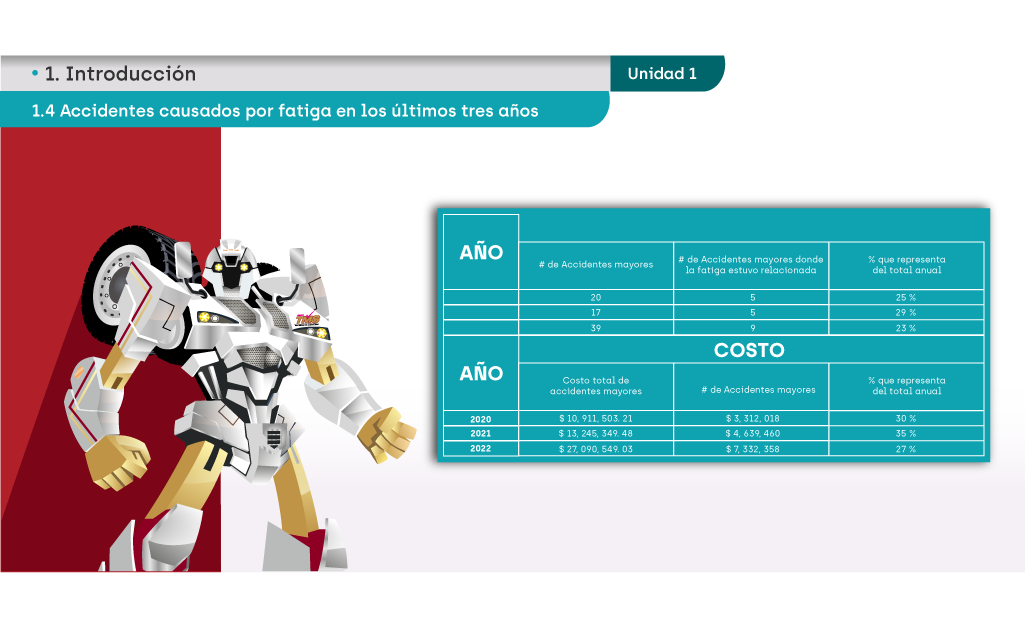 • 1. Introducción
Unidad 1
1.4 Accidentes causados por fatiga en los últimos tres años
AÑO
# de Accidentes mayores
# de Accidentes mayores donde
la fatiga estuvo relacionada
% que representa
del total anual
20 5 25 %
17 5 29 %
39 9 23 %
AÑO
COSTO
Costo total de
accidentes mayores
# de Accidentes mayores
% que representa
del total anual
2020 $ 10, 911, 503. 21 $ 3, 312, 018 30 %
2021 $ 13, 245, 349. 48 $ 4, 639, 460 35 %
2022 $ 27, 090, 549. 03 $ 7, 332, 358 27 %